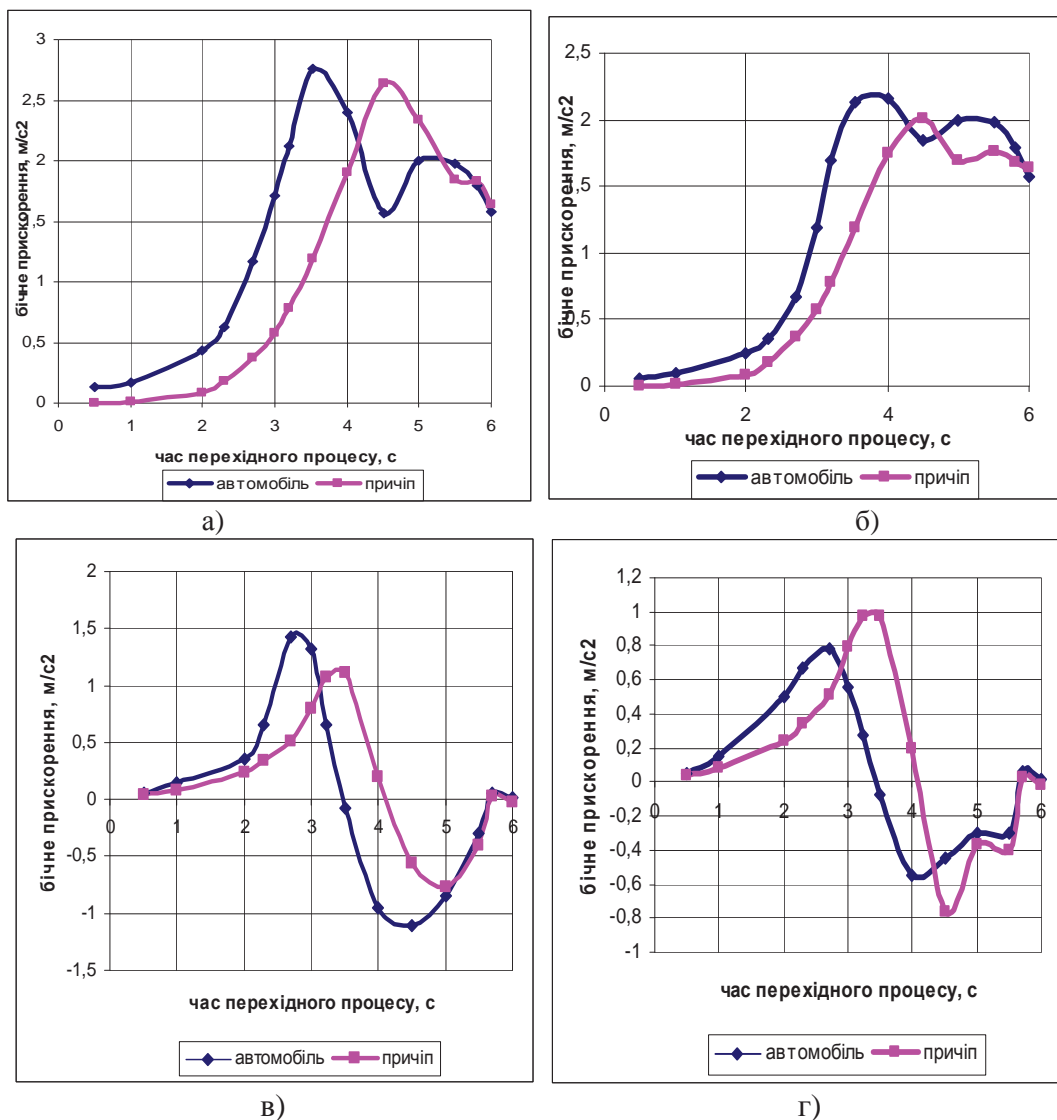 3
2,5
2
1,5
1
0,5
0
0 1 2 3 4 5 6
бічне прискорення, м/с2
час перехідного процесу, с
автомобіль причіп
а)
2,5
2
1,5
1
0,5
0
0 2 4 6
бічне прискорення, м/с2
час перехідного процесу, с
автомобіль причіп
б)
2
1,5
1
0,5
0
-0,5
-1
-1,5
0 1 2 3 4 5 6
бічне прискорення, м/с2
час перехідного процесу, с
автомобіль причіп
в)
1,2
1
0,8
0,6
0,4
0,2
0
-0,2
-0,4
-0,6
-0,8
-1
0 1 2 3 4 5 6
бічне прискорення, м/с2
час перехідного процесу, с
автомобіль причіп
г)